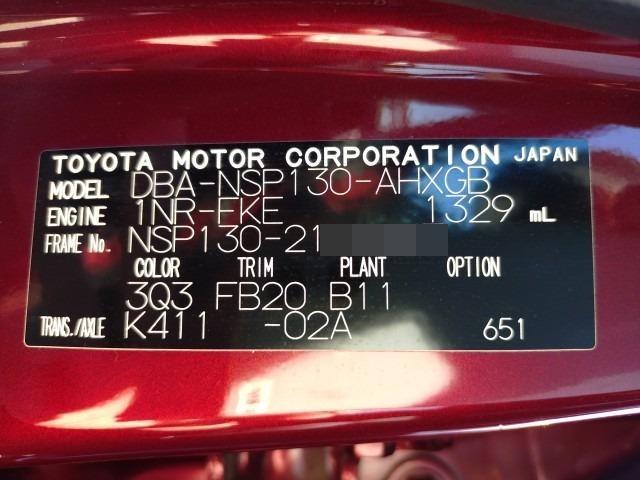 TOYOTA MOTOR CORPORATION JAPAN
MODEL DBA-NSP130-AHXGB
ENGINE 1NR-FKE 1329 mL
FRAME No. NSP130-21
COLOR TRIM PLANT OPTION
3Q3 FB20 B11
TRANS./AXLE K411 -02A 651